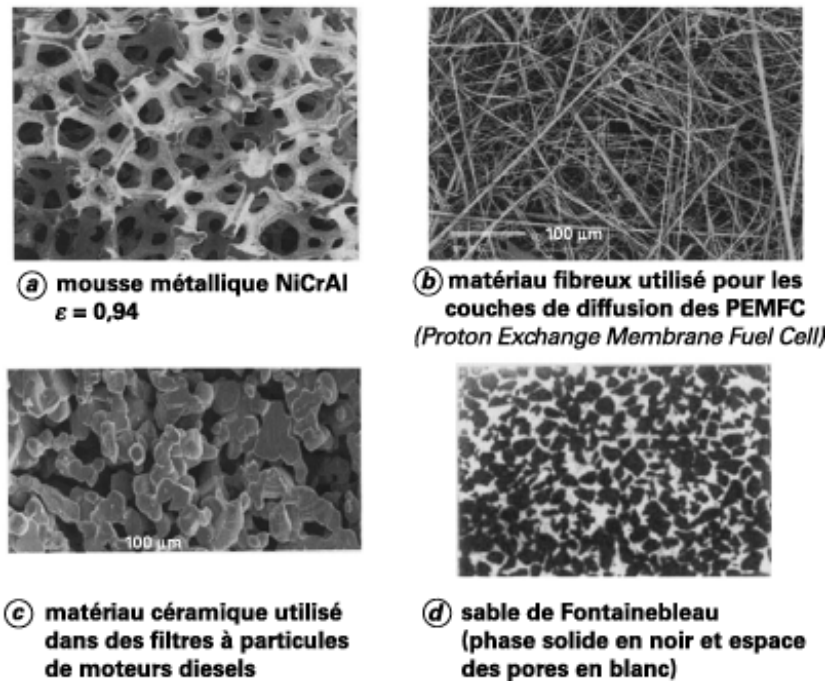 100 µm
ⓐ mousse métallique NiCrAl
ε = 0,94
ⓑ matériau fibreux utilisé pour les
couches de diffusion des PEMFC
(Proton Exchange Membrane Fuel Cell)
100 µm
ⓒ matériau céramique utilisé
dans des filtres à particules
de moteurs diesels
ⓓ sable de Fontainebleau
(phase solide en noir et espace
des pores en blanc)